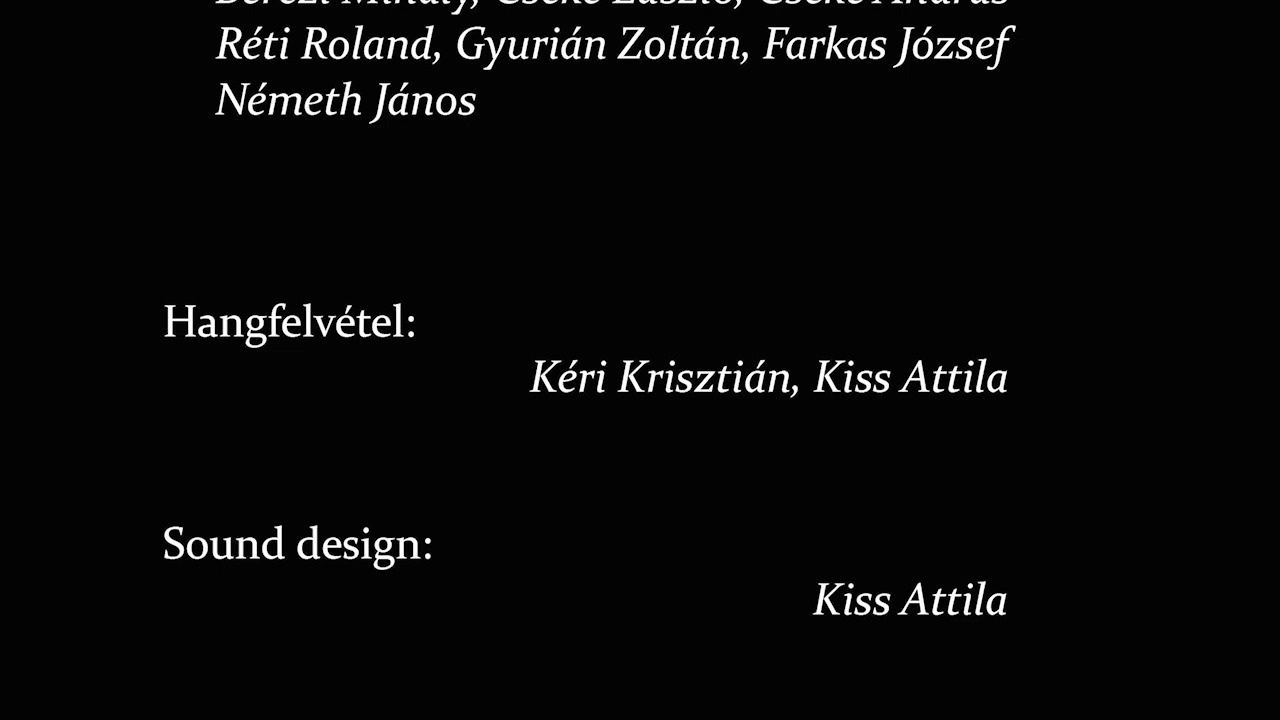 Réti Roland, Gyurián Zoltán, Farkas József
Németh János
Hangfelvétel:
Kéri Krisztián, Kiss Attila
Sound design:
Kiss Attila